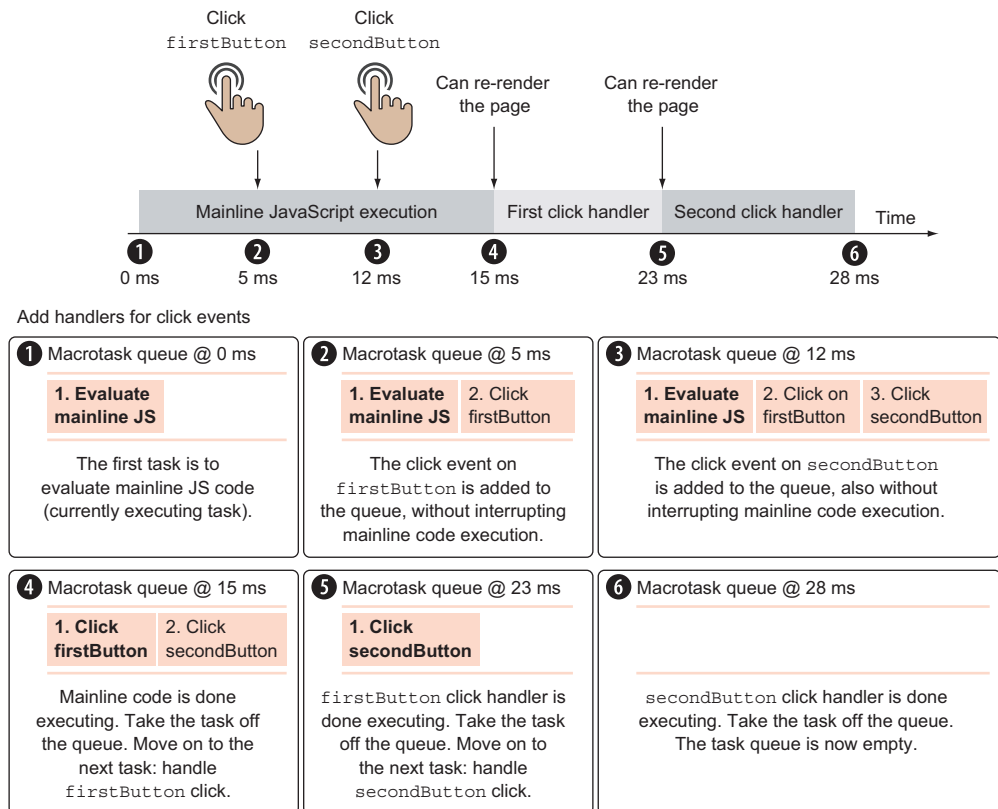 Click
firstButton
Click
secondButton
Can re-render
the page
Can re-render
the page
Mainline JavaScript execution
First click handler
Second click handler
Time
1
2
3
4
5
6
0 ms
5 ms
12 ms
15 ms
23 ms
28 ms
Add handlers for click events
1 Macrotask queue @ 0 ms
1. Evaluate
mainline JS
The first task is to
evaluate mainline JS code
(currently executing task).
2 Macrotask queue @ 5 ms
1. Evaluate
mainline JS
2. Click
firstButton
The click event on
firstButton is added to
the queue, without interrupting
mainline code execution.
3 Macrotask queue @ 12 ms
1. Evaluate
mainline JS
2. Click on
firstButton
3. Click
secondButton
The click event on secondButton
is added to the queue, also without
interrupting mainline code execution.
4 Macrotask queue @ 15 ms
1. Click
firstButton
2. Click
secondButton
Mainline code is done
executing. Take the task off
the queue. Move on to the
next task: handle
firstButton click.
5 Macrotask queue @ 23 ms
1. Click
secondButton
firstButton click handler is
done executing. Take the task
off the queue. Move on to
the next task: handle
secondButton click.
6 Macrotask queue @ 28 ms
secondButton click handler is done
executing. Take the task off the queue.
The task queue is now empty.